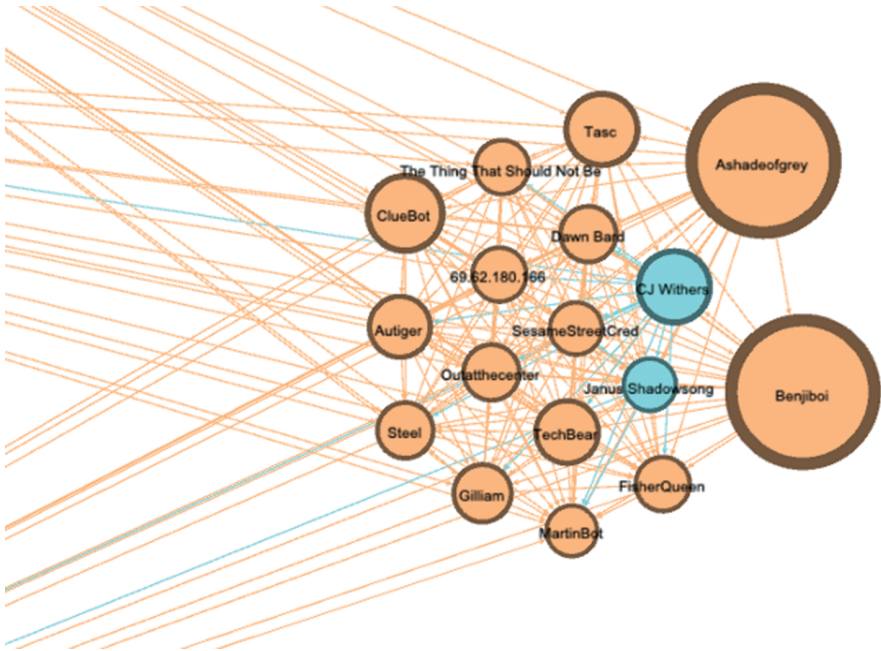 Tasc
Ashadeofgrey
The Thing That Should Not Be
ClueBot
Dawn Bard
69.62.180.166
CJ Withers
Autiger
SesameStreetCred
Outatthecenter
Janus Shadowsong
Benjiboi
Steel
TechBear
Gilliam
FisherQueen
MartinBot